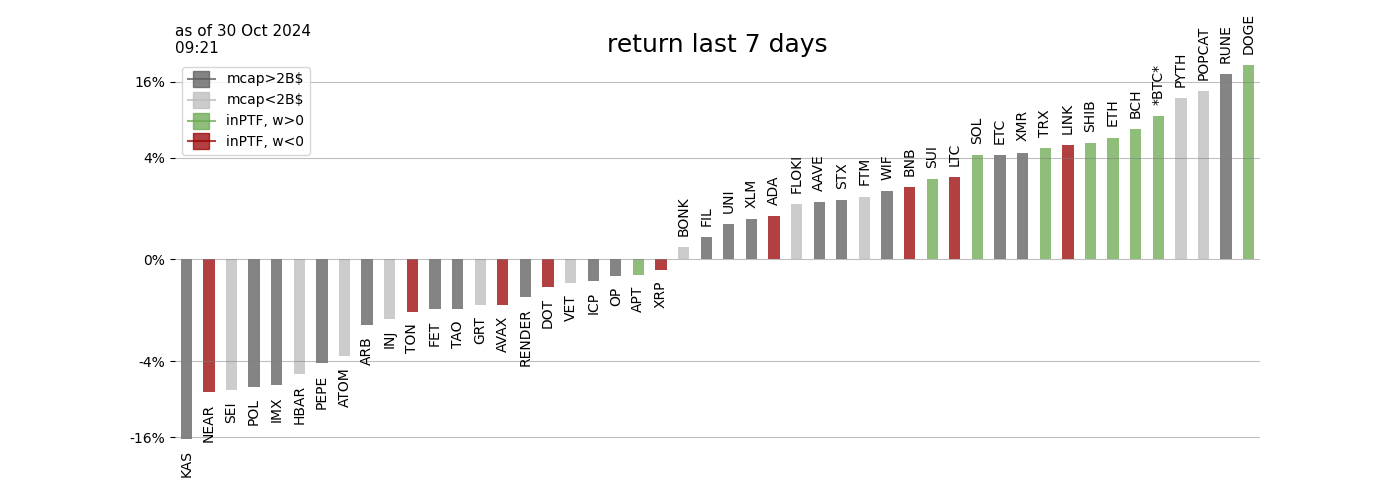 as of 30 Oct 2024
09:21
return last 7 days
mcap>2B$
mcap<2B$
inPTF, w>0
inPTF, w<0
16%
4%
0%
-4%
-16%
KAS
NEAR
SEI
POL
IMX
HBAR
PEPE
ATOM
ARB
INJ
TON
FET
TAO
GRT
AVAX
RENDER
DOT
VET
ICP
OP
APT
XRP
BONK
FIL
UNI
XLM
ADA
FLOKI
AAVE
STX
FTM
WIF
BNB
SUI
LTC
SOL
ETC
XMR
TRX
LINK
SHIB
ETH
BCH
*BTC*
PYTH
POPCAT
RUNE
DOGE